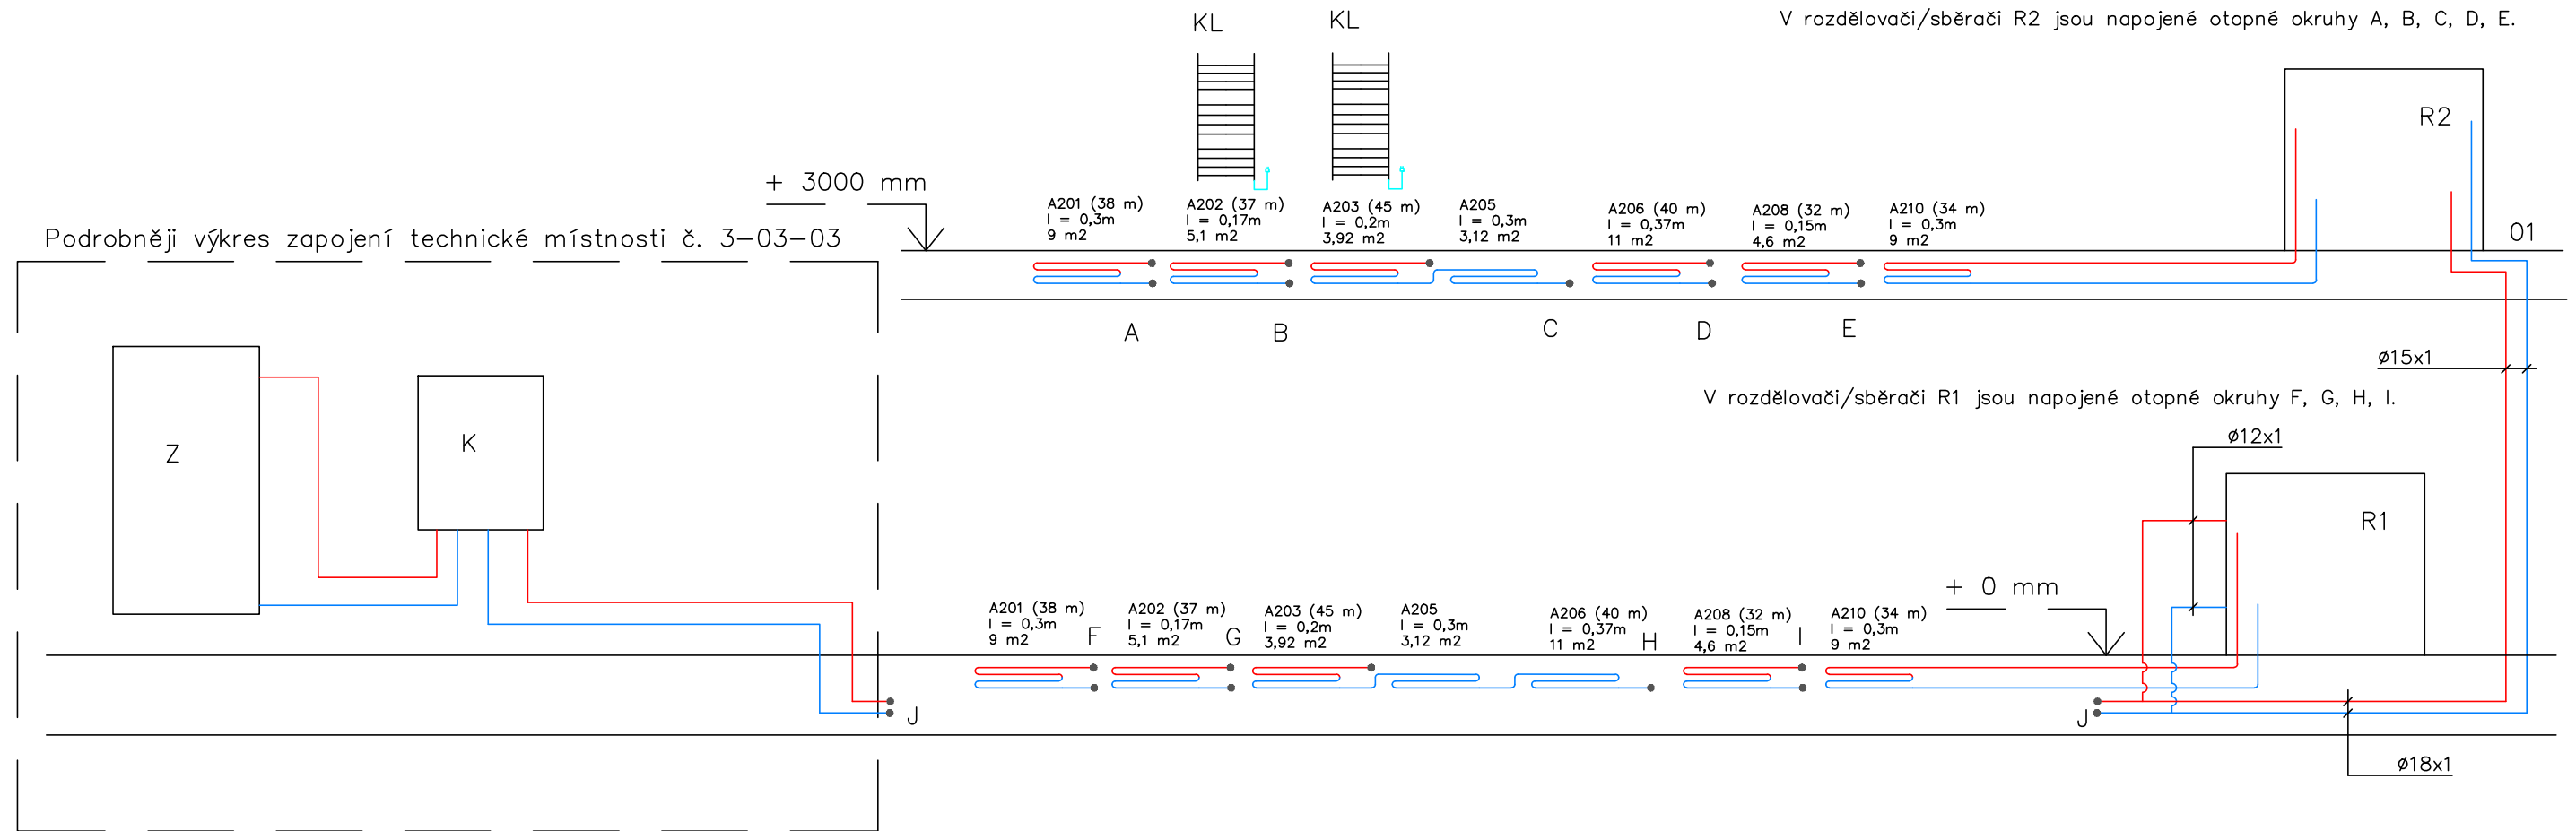 KL
KL
V rozdělovači/sběrači R2 jsou napojené otopné okruhy A, B, C, D, E.
R2
+ 3000 mm
A201 (38 m)
l = 0,3m
9 m2
A202 (37 m)
l = 0,17m
5,1 m2
A203 (45 m)
l = 0,2m
3,92 m2
A205
l = 0,3m
3,12 m2
A206 (40 m)
l = 0,37m
11 m2
A208 (32 m)
l = 0,15m
4,6 m2
A210 (34 m)
l = 0,3m
9 m2
O1
Podrobněji výkres zapojení technické místnosti č. 3-03-03
A
B
C
D
E
ø15x1
V rozdělovači/sběrači R1 jsou napojené otopné okruhy F, G, H, I.
ø12x1
Z
K
R1
+ 0 mm
A201 (38 m)
l = 0,3m
9 m2
F
A202 (37 m)
l = 0,17m
5,1 m2
G
A203 (45 m)
l = 0,2m
3,92 m2
A205
l = 0,3m
3,12 m2
A206 (40 m)
l = 0,37m
11 m2
H
A208 (32 m)
l = 0,15m
4,6 m2
I
A210 (34 m)
l = 0,3m
9 m2
J
J
ø18x1